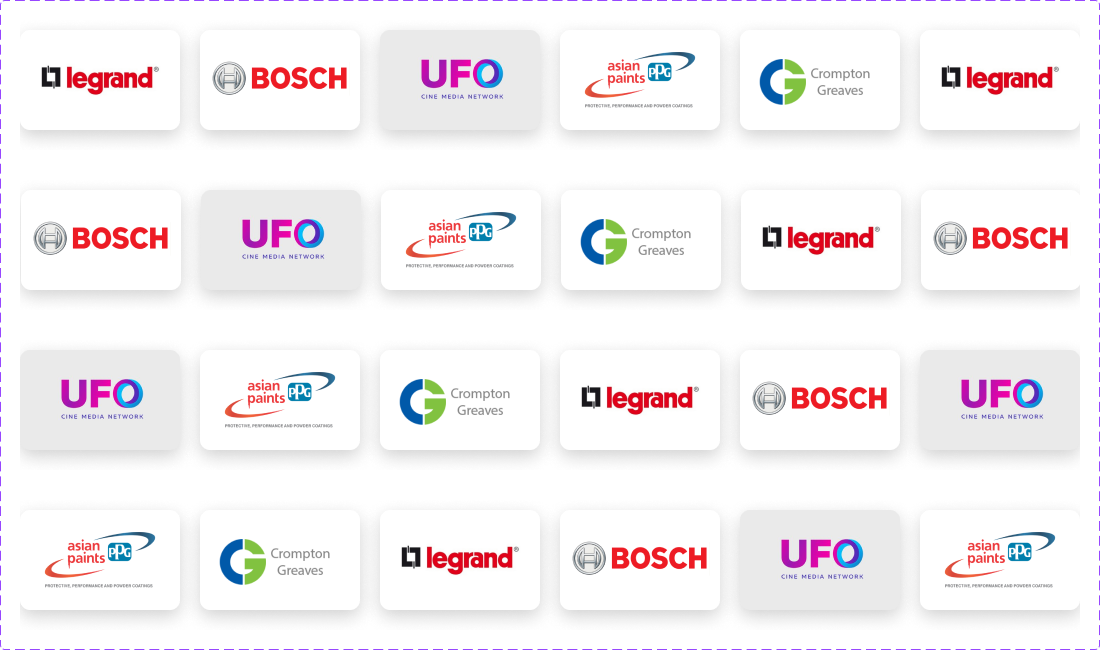 legrand®
BOSCH
UFO
CINE MEDIA NETWORK
asian
paints PPG
PROTECTIVE, PERFORMANCE AND POWDER COATINGS
Crompton
Greaves
legrand®
BOSCH
UFO
CINE MEDIA NETWORK
asian
paints PPG
PROTECTIVE, PERFORMANCE AND POWDER COATINGS
Crompton
Greaves
legrand®
BOSCH
UFO
CINE MEDIA NETWORK
asian
paints PPG
PROTECTIVE, PERFORMANCE AND POWDER COATINGS
Crompton
Greaves
legrand®
BOSCH
UFO
CINE MEDIA NETWORK
asian
paints PPG
PROTECTIVE, PERFORMANCE AND POWDER COATINGS
Crompton
Greaves
legrand®
BOSCH
UFO
CINE MEDIA NETWORK
asian
paints PPG
PROTECTIVE, PERFORMANCE AND POWDER COATINGS